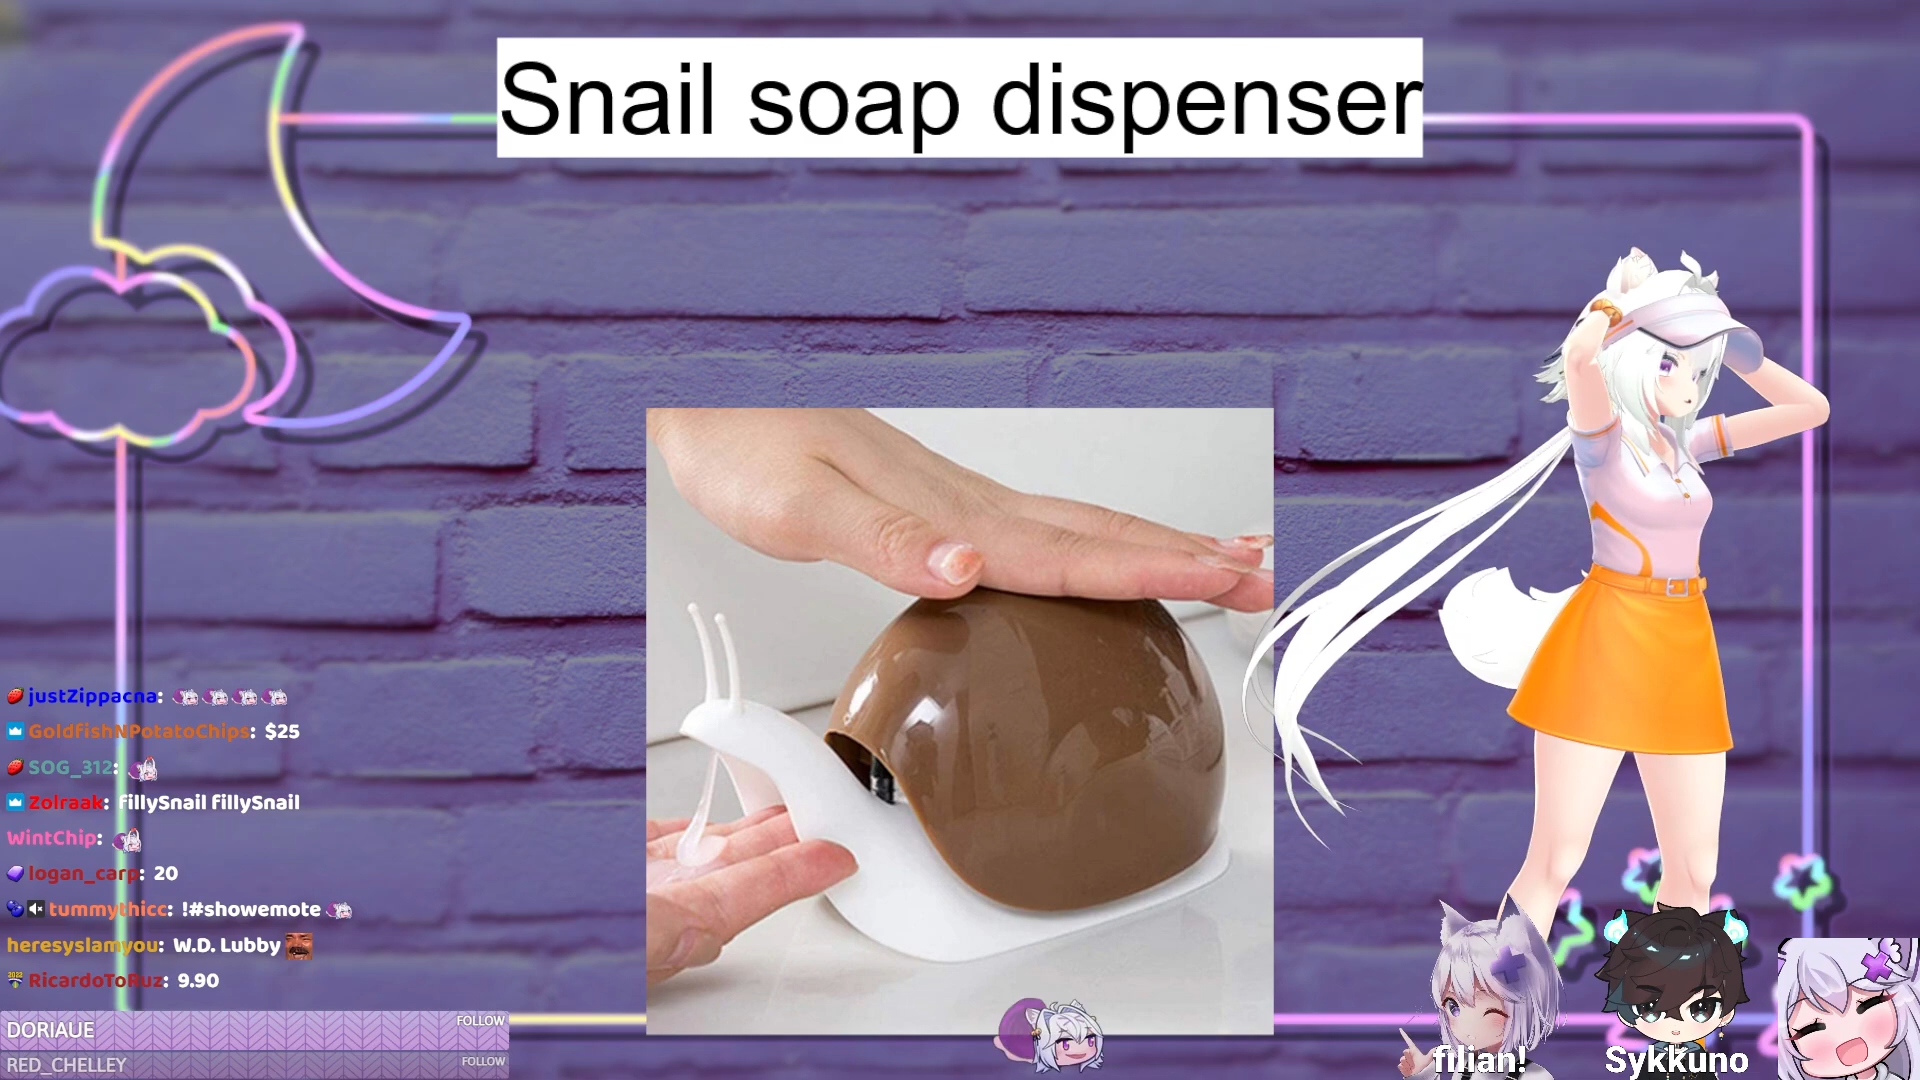 Snail soap dispenser
justZippacna:
GoldfishNPotatoChips: $25
SOG_312:
Zolraak: fillySnail fillySnail
WintChip:
logan_carp: 20
tummythicc: !#showemote
heresyslamyou: W.D. Lubby
RicardoToRuz: 9.90
DORIAUE FOLLOW
RED_CHELLEY FOLLOW
filian! Sykkuno